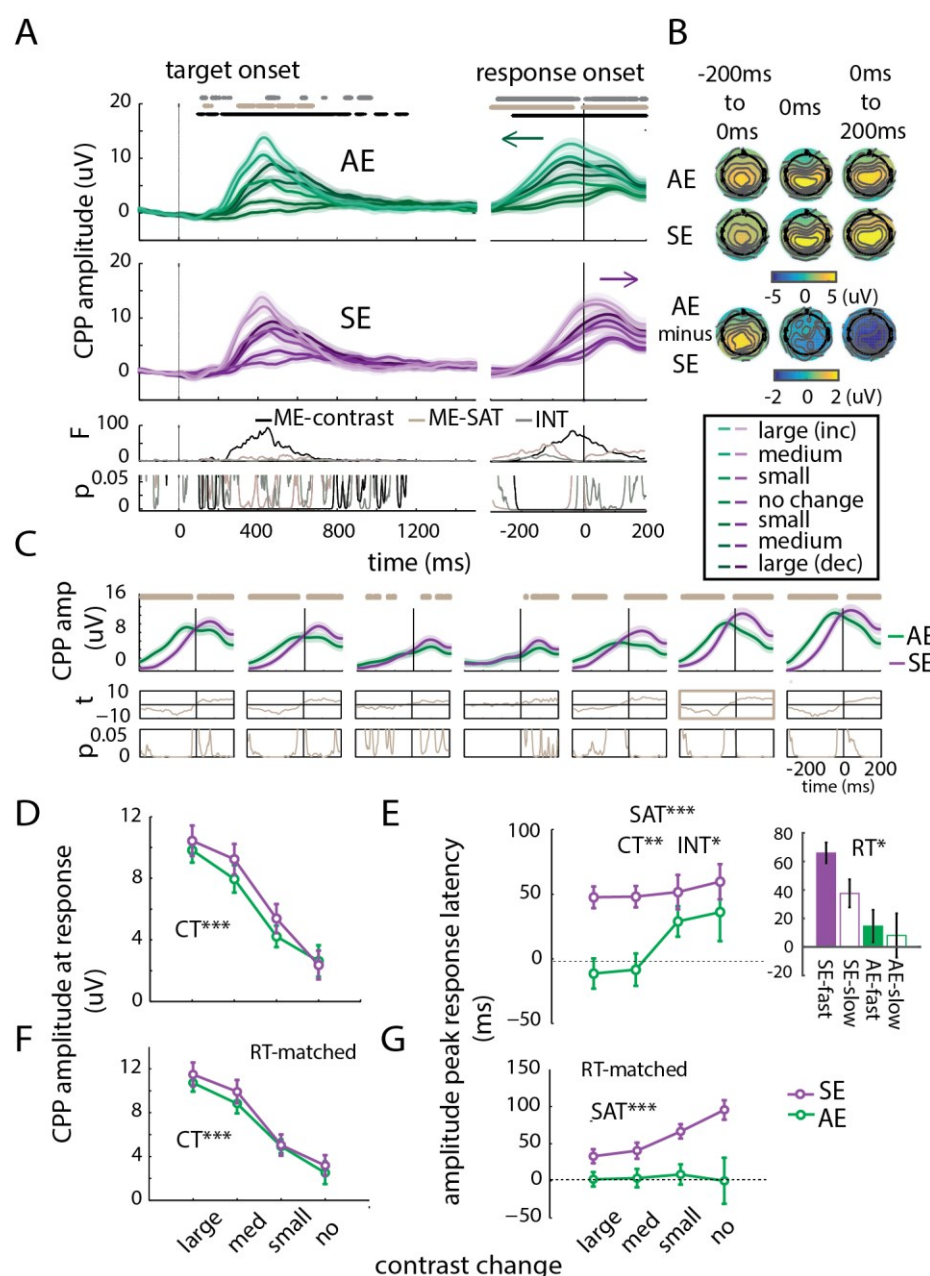 A
B
target onset
response onset
-200ms
to
0ms
0ms
0ms
to
200ms
20
10
0
CPP amplitude (uV)
AE
AE
SE
-5 0 5 (uV)
20
10
0
CPP amplitude (uV)
SE
AE
minus
SE
-2 0 2 (uV)
F
100
0
ME-contrast ME-SAT INT
p
0.05
0
0 400 800 1200
-200 0 200
time (ms)
large (inc)
medium
small
no change
small
medium
large (dec)
C
CPP amp
(uV)
16
8
0
AE
SE
t
10
-10
p
0.05
0
-200 0 200
time (ms)
D
12
8
4
0
CT***
CPP amplitude at response
(uV)
E
SAT***
CT** INT*
100
50
0
-50
amplitude peak response latency
(ms)
RT*
80
60
40
20
0
-20
SE-fast
SE-slow
AE-fast
AE-slow
F
RT-matched
12
8
4
0
CT***
large
med
small
no
G
RT-matched
SAT***
150
100
50
0
-50
SE
AE
large
med
small
no
contrast change